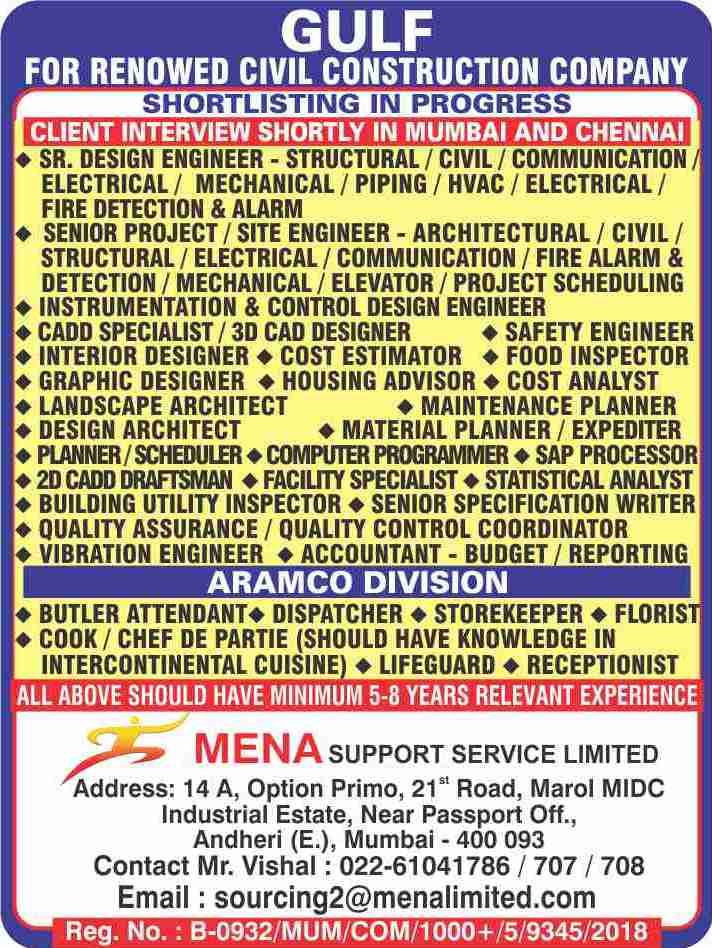 GULF
FOR RENOWED CIVIL CONSTRUCTION COMPANY
SHORTLISTING IN PROGRESS
CLIENT INTERVIEW SHORTLY IN MUMBAI AND CHENNAI
◆ SR. DESIGN ENGINEER - STRUCTURAL / CIVIL / COMMUNICATION /
ELECTRICAL / MECHANICAL / PIPING / HVAC / ELECTRICAL /
FIRE DETECTION & ALARM
◆ SENIOR PROJECT / SITE ENGINEER - ARCHITECTURAL / CIVIL /
STRUCTURAL / ELECTRICAL / COMMUNICATION / FIRE ALARM &
DETECTION / MECHANICAL / ELEVATOR / PROJECT SCHEDULING
◆ INSTRUMENTATION & CONTROL DESIGN ENGINEER
◆ CADD SPECIALIST / 3D CAD DESIGNER ◆ SAFETY ENGINEER
◆ INTERIOR DESIGNER ◆ COST ESTIMATOR ◆ FOOD INSPECTOR
◆ GRAPHIC DESIGNER ◆ HOUSING ADVISOR ◆ COST ANALYST
◆ LANDSCAPE ARCHITECT ◆ MAINTENANCE PLANNER
◆ DESIGN ARCHITECT ◆ MATERIAL PLANNER / EXPEDITER
◆ PLANNER / SCHEDULER ◆ COMPUTER PROGRAMMER ◆ SAP PROCESSOR
◆ 2D CADD DRAFTSMAN ◆ FACILITY SPECIALIST ◆ STATISTICAL ANALYST
◆ BUILDING UTILITY INSPECTOR ◆ SENIOR SPECIFICATION WRITER
◆ QUALITY ASSURANCE / QUALITY CONTROL COORDINATOR
◆ VIBRATION ENGINEER ◆ ACCOUNTANT - BUDGET / REPORTING
ARAMCO DIVISION
◆ BUTLER ATTENDANT ◆ DISPATCHER ◆ STOREKEEPER ◆ FLORIST
◆ COOK / CHEF DE PARTIE (SHOULD HAVE KNOWLEDGE IN
INTERCONTINENTAL CUISINE) ◆ LIFEGUARD ◆ RECEPTIONIST
ALL ABOVE SHOULD HAVE MINIMUM 5-8 YEARS RELEVANT EXPERIENCE
MENA SUPPORT SERVICE LIMITED
Address: 14 A, Option Primo, 21st Road, Marol MIDC
Industrial Estate, Near Passport Off.,
Andheri (E.), Mumbai - 400 093
Contact Mr. Vishal : 022-61041786 / 707 / 708
Email : sourcing2@menalimited.com
Reg. No. : B-0932/MUM/COM/1000+/5/9345/2018